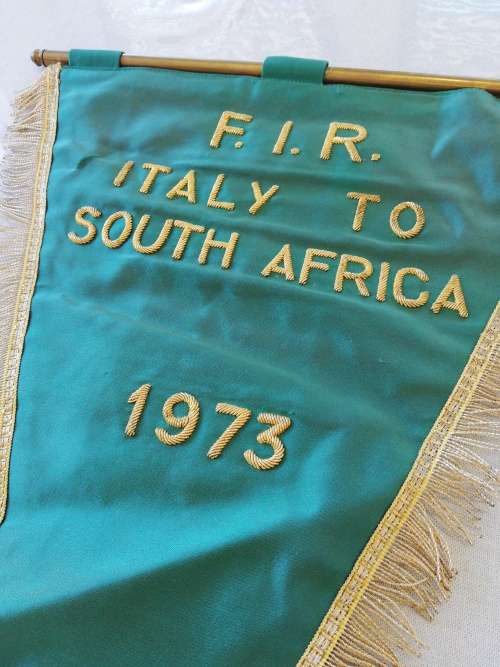 F. I. R.
ITALY TO
SOUTH AFRICA
1973